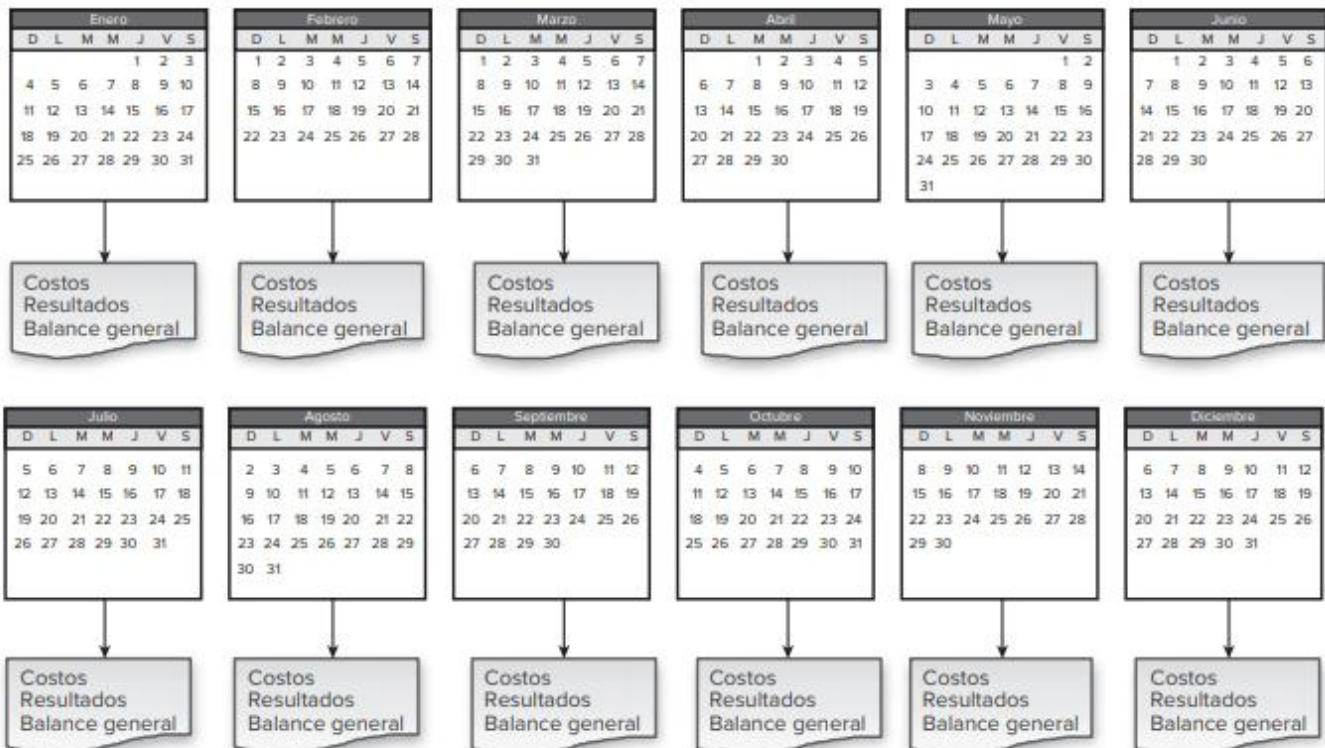 Enero
D L M M J V S
1 2 3
4 5 6 7 8 9 10
11 12 13 14 15 16 17
18 19 20 21 22 23 24
25 26 27 28 29 30 31
Costos
Resultados
Balance general
Febrero
D L M M J V S
1 2 3 4 5 6 7
8 9 10 11 12 13 14
15 16 17 18 19 20 21
22 23 24 25 26 27 28
Costos
Resultados
Balance general
Marzo
D L M M J V S
1 2 3 4 5 6 7
8 9 10 11 12 13 14
15 16 17 18 19 20 21
22 23 24 25 26 27 28
29 30 31
Costos
Resultados
Balance general
Abril
D L M M J V S
1 2 3 4 5
6 7 8 9 10 11 12
13 14 15 16 17 18 19
20 21 22 23 24 25 26
27 28 29 30
Costos
Resultados
Balance general
Mayo
D L M M J V S
1 2
3 4 5 6 7 8 9
10 11 12 13 14 15 16
17 18 19 20 21 22 23
24 25 26 27 28 29 30
31
Costos
Resultados
Balance general
Junio
D L M M J V S
1 2 3 4 5 6
7 8 9 10 11 12 13
14 15 16 17 18 19 20
21 22 23 24 25 26 27
28 29 30
Costos
Resultados
Balance general
Julio
D L M M J V S
5 6 7 8 9 10 11
12 13 14 15 16 17 18
19 20 21 22 23 24 25
26 27 28 29 30 31
Costos
Resultados
Balance general
Agosto
D L M M J V S
2 3 4 5 6 7 8
9 10 11 12 13 14 15
16 17 18 19 20 21 22
23 24 25 26 27 28 29
30 31
Costos
Resultados
Balance general
Septiembre
D L M M J V S
6 7 8 9 10 11 12
13 14 15 16 17 18 19
20 21 22 23 24 25 26
27 28 29 30
Costos
Resultados
Balance general
Octubre
D L M M J V S
4 5 6 7 8 9 10
11 12 13 14 15 16 17
18 19 20 21 22 23 24
25 26 27 28 29 30 31
Costos
Resultados
Balance general
Noviembre
D L M M J V S
8 9 10 11 12 13 14
15 16 17 18 19 20 21
22 23 24 25 26 27 28
29 30
Costos
Resultados
Balance general
Diciembre
D L M M J V S
6 7 8 9 10 11 12
13 14 15 16 17 18 19
20 21 22 23 24 25 26
27 28 29 30 31
Costos
Resultados
Balance general